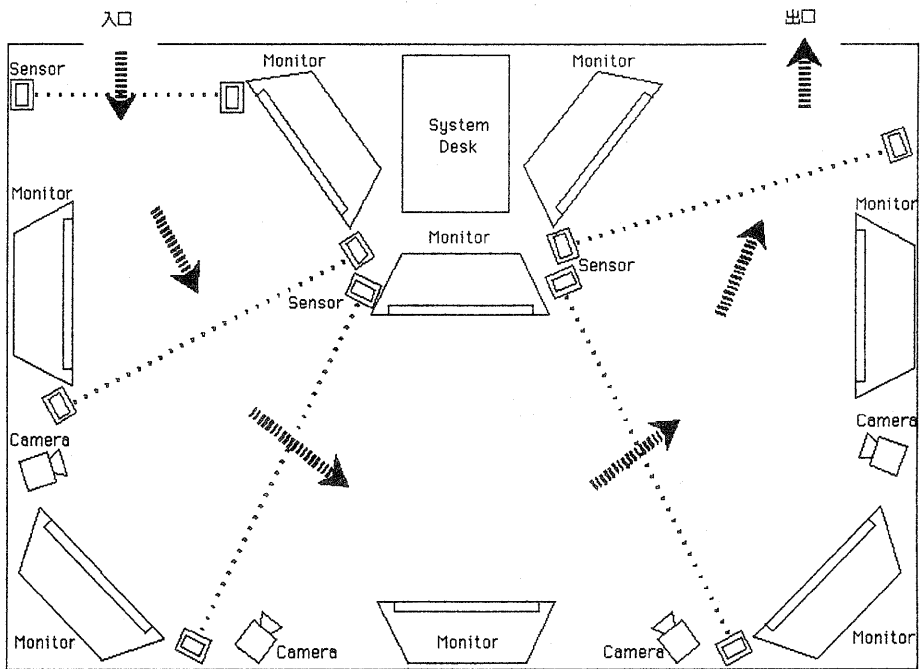 入口
出口
Sensor
Monitor
System
Desk
Monitor
Monitor
Monitor
Monitor
Sensor
Sensor
Camera
Camera
Monitor
Camera
Monitor
Camera
Monitor